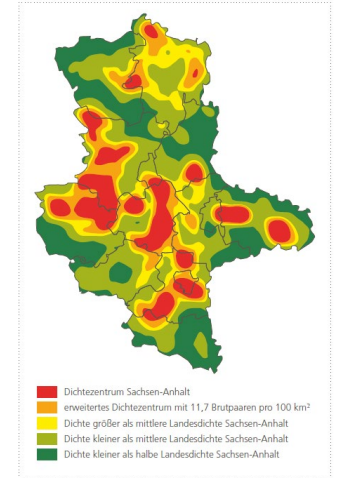 Dichtezentrum Sachsen-Anhalt
erweitertes Dichtezentrum mit 11,7 Brutpaaren pro 100 km²
Dichte größer als mittlere Landesdichte Sachsen-Anhalt
Dichte kleiner als mittlere Landesdichte Sachsen-Anhalt
Dichte kleiner als halbe Landesdichte Sachsen-Anhalt